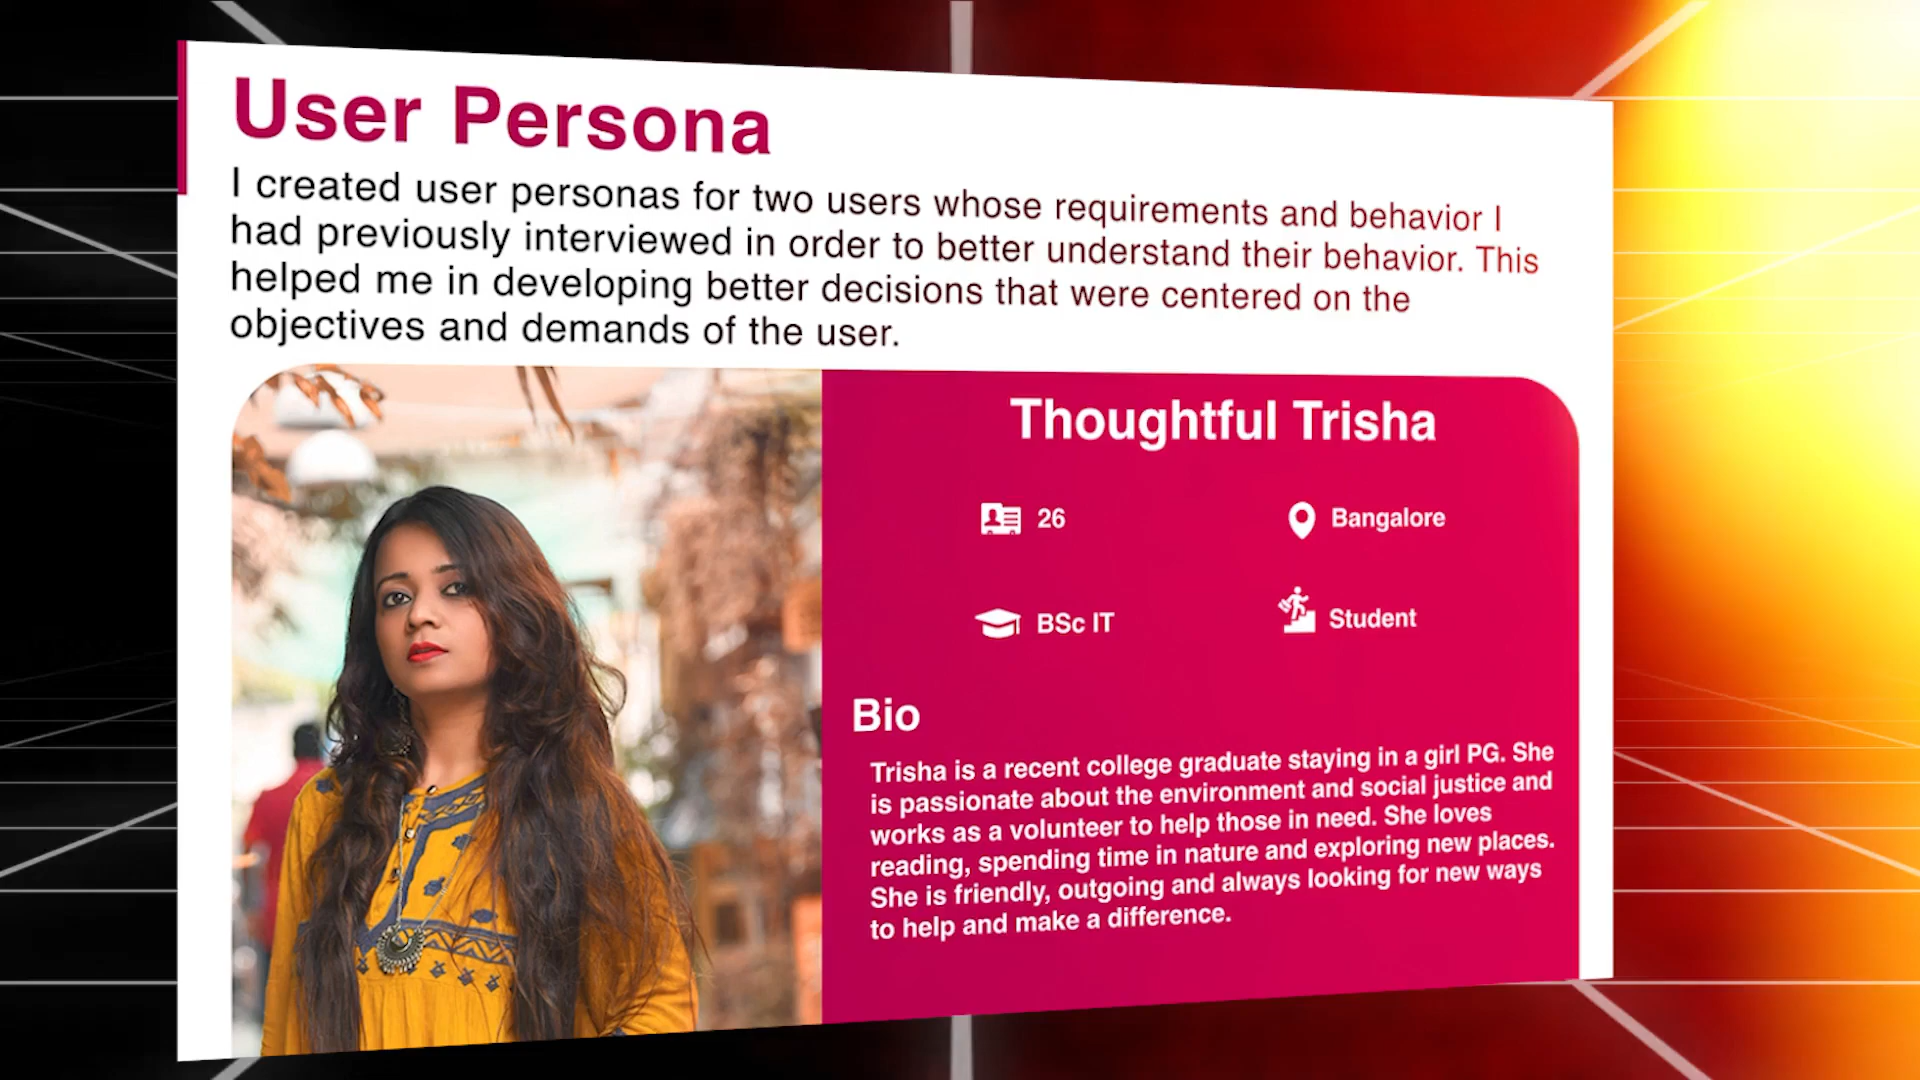 User Persona
I created user personas for two users whose requirements and behavior I
had previously interviewed in order to better understand their behavior. This
helped me in developing better decisions that were centered on the
objectives and demands of the user.
Thoughtful Trisha
26
Bangalore
BSc IT
Student
Bio
Trisha is a recent college graduate staying in a girl PG. She
is passionate about the environment and social justice and
works as a volunteer to help those in need. She loves
reading, spending time in nature and exploring new places.
She is friendly, outgoing and always looking for new ways
to help and make a difference.